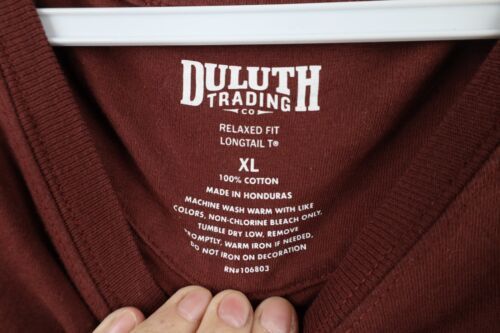 DULUTH
TRADING
CO
RELAXED FIT
LONGTAIL T®
XL
100% COTTON
MADE IN HONDURAS
MACHINE WASH WARM WITH LIKE
COLORS, NON-CHLORINE BLEACH ONLY.
TUMBLE DRY LOW, REMOVE
PROMPTLY, WARM IRON IF NEEDED,
DO NOT IRON ON DECORATION
RN#106803